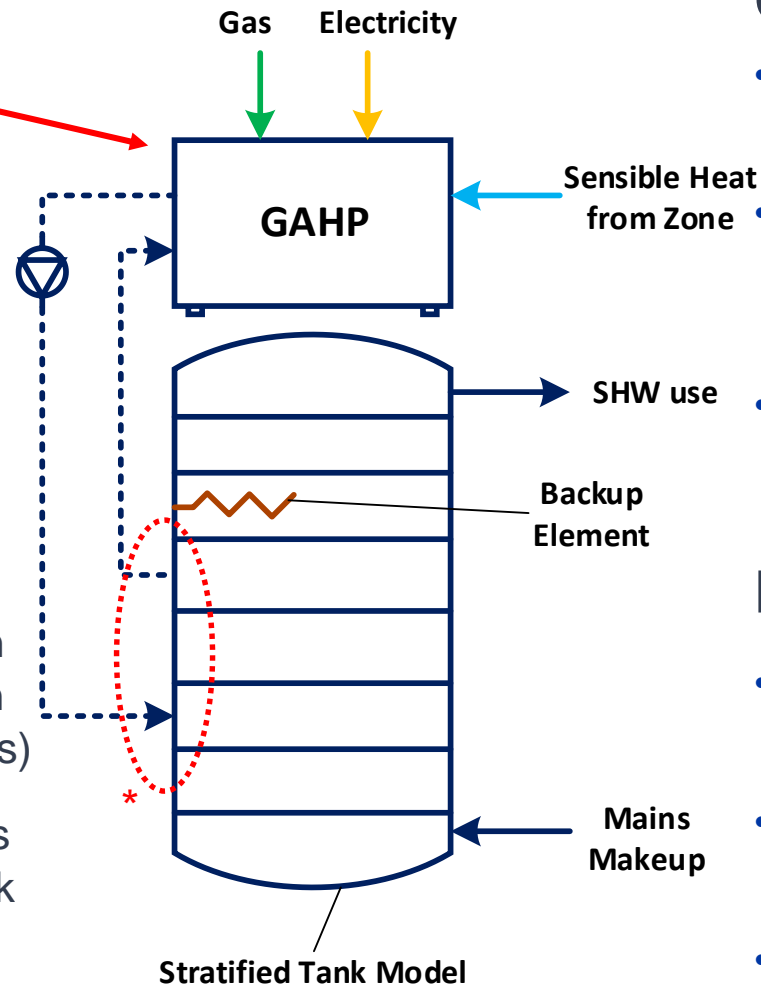 Gas
Electricity
Sensible Heat
from Zone
GAHP
SHW use
Backup
Element
s)
*
s
k
Mains
Makeup
Stratified Tank Model